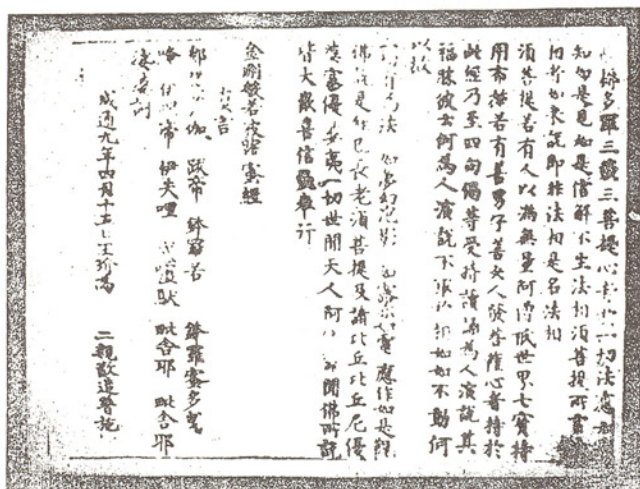 耨多羅三藐三菩提心者於一切法應如是
知如是見如是信解不生法相須菩提所言法
相者如來說即非法相是名法相
須菩提若有人以滿無量阿僧祇世界七寶持
用布施若有善男子善女人發菩薩心者持於
此經乃至四句偈等受持讀誦為人演說其
福勝彼云何為人演說不取於相如如不動何
以故
一切有為法 如夢幻泡影 如露亦如電 應作如是觀
佛說是經已長老須菩提及諸比丘比丘尼優
婆塞優婆夷一切世間天人阿 聞佛所說
皆大歡喜信受奉行
金剛般若波羅蜜經
真言
那 伽 跋帝 鉢 若 鉢羅蜜多曳
唵 伊 帝 伊失哩 馱 毗舍耶 毗舍耶
莎婆訶
咸通九年四月十五日王玠為 二親敬造普施